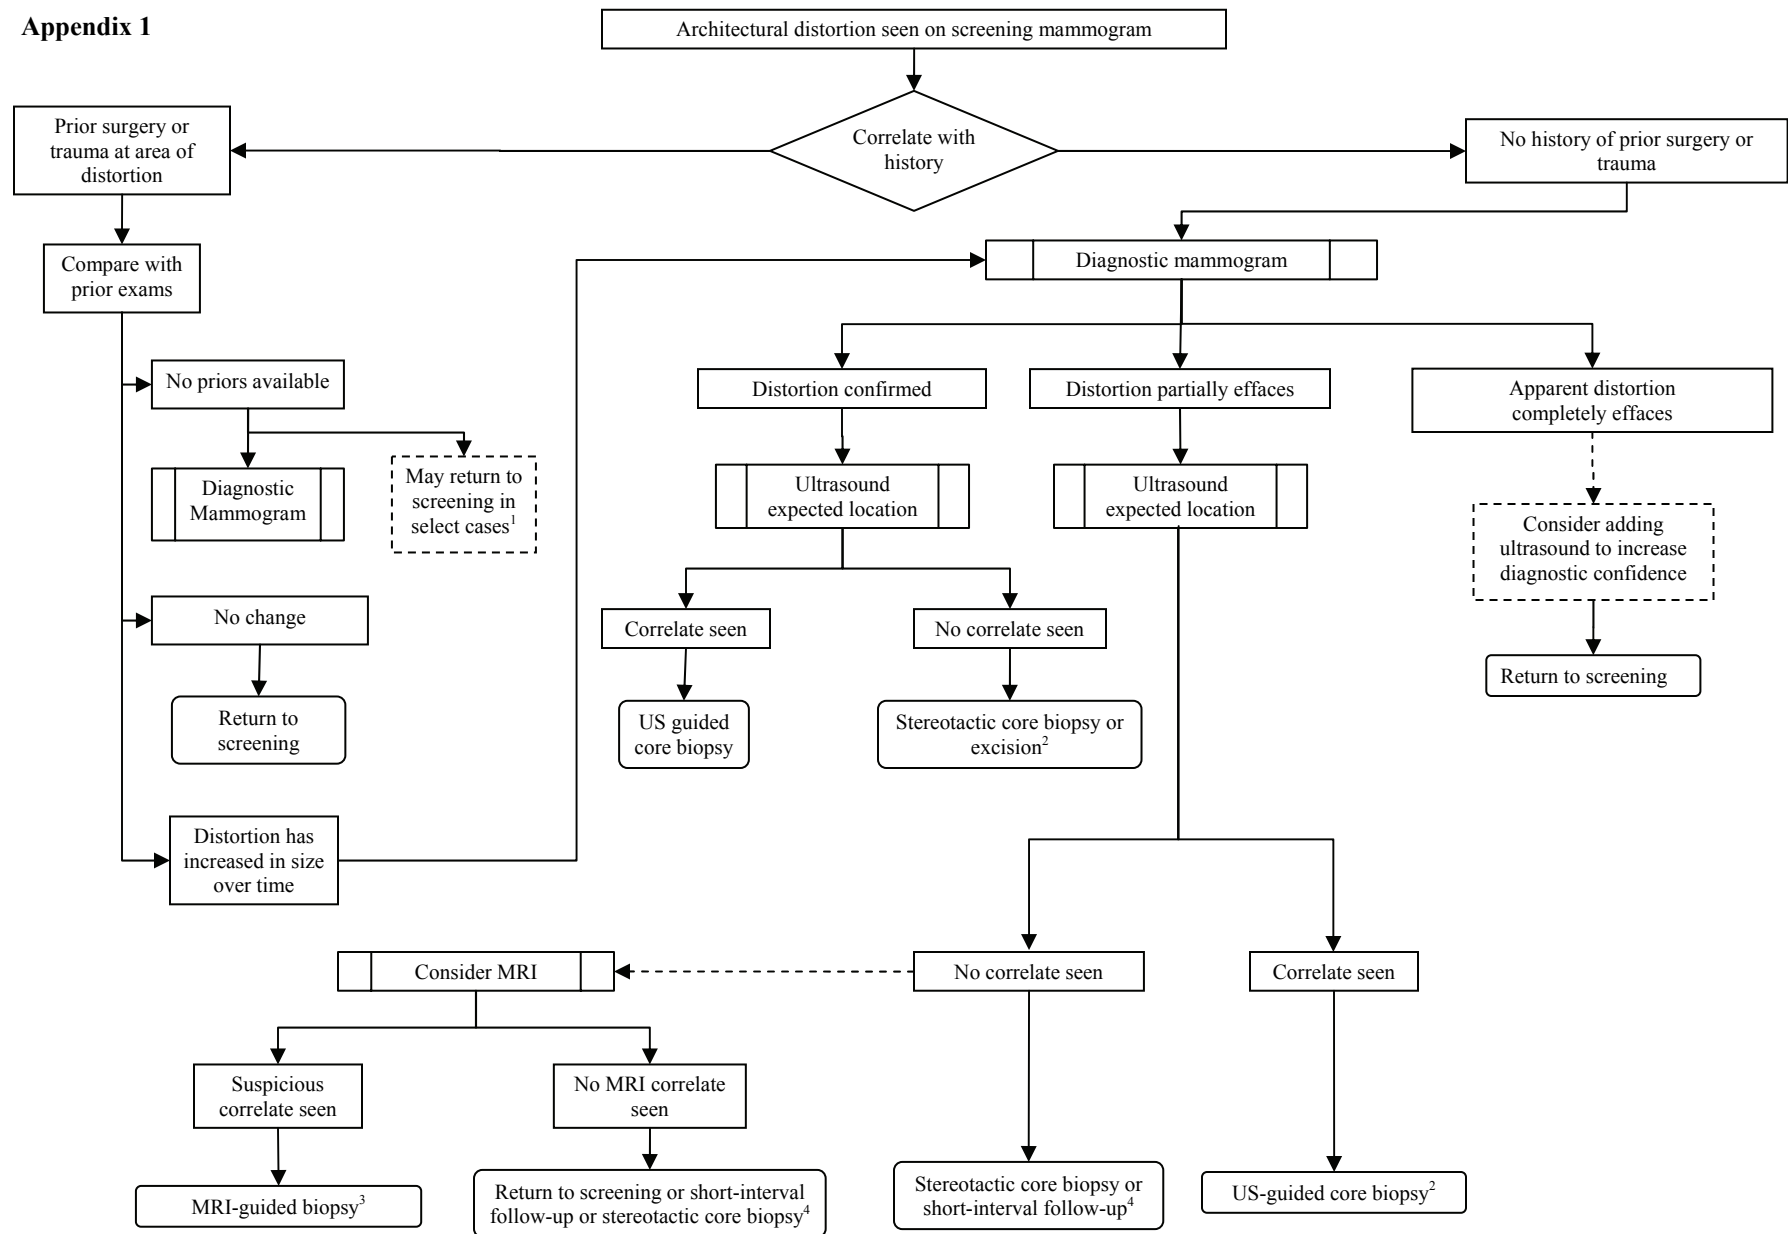 Appendix 1
Architectural distortion seen on screening mammogram
Correlate with
history
Prior surgery or
trauma at area of
distortion
No history of prior surgery or
trauma
Compare with
prior exams
Diagnostic mammogram
No priors available
Diagnostic
Mammogram
May return to
screening in
select cases¹
Distortion confirmed
Distortion partially effaces
Apparent distortion
completely effaces
Ultrasound
expected location
Ultrasound
expected location
Consider adding
ultrasound to increase
diagnostic confidence
No change
Return to
screening
Correlate seen
No correlate seen
Return to screening
US guided
core biopsy
Stereotactic core biopsy or
excision²
Distortion has
increased in size
over time
Consider MRI
No correlate seen
Correlate seen
Suspicious
correlate seen
No MRI correlate
seen
MRI-guided biopsy³
Return to screening or short-interval
follow-up or stereotactic core biopsy⁴
Stereotactic core biopsy or
short-interval follow-up⁴
US-guided core biopsy²